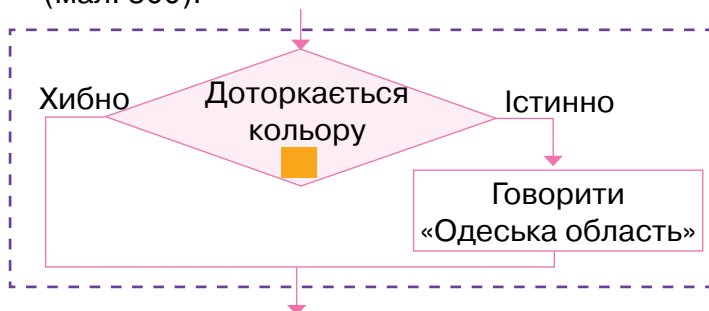 Хибно
Доторкається
кольору
Істинно
Говорити
«Одеська область»